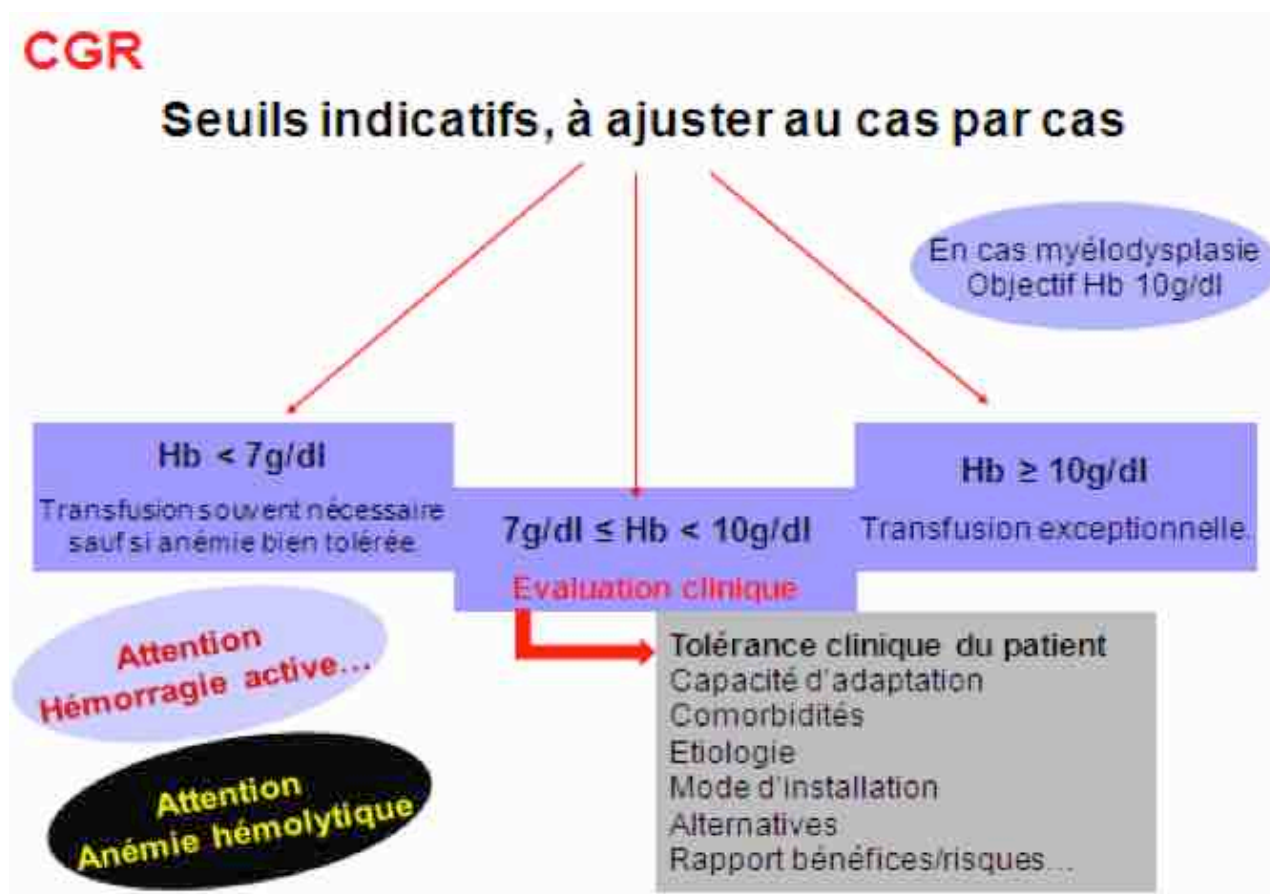 CGR
Seuils indicatifs, à ajuster au cas par cas
En cas myélodysplasie
Objectif Hb 10g/dl
Hb < 7g/dl
Transfusion souvent nécessaire
sauf si anémie bien tolérée.
7g/dl ≤ Hb < 10g/dl
Evaluation clinique
Hb ≥ 10g/dl
Transfusion exceptionnelle.
Attention
Hémorragie active…
Attention
Anémie hémolytique
Tolérance clinique du patient
Capacité d'adaptation
Comorbidités
Etiologie
Mode d'installation
Alternatives
Rapport bénéfices/risques…